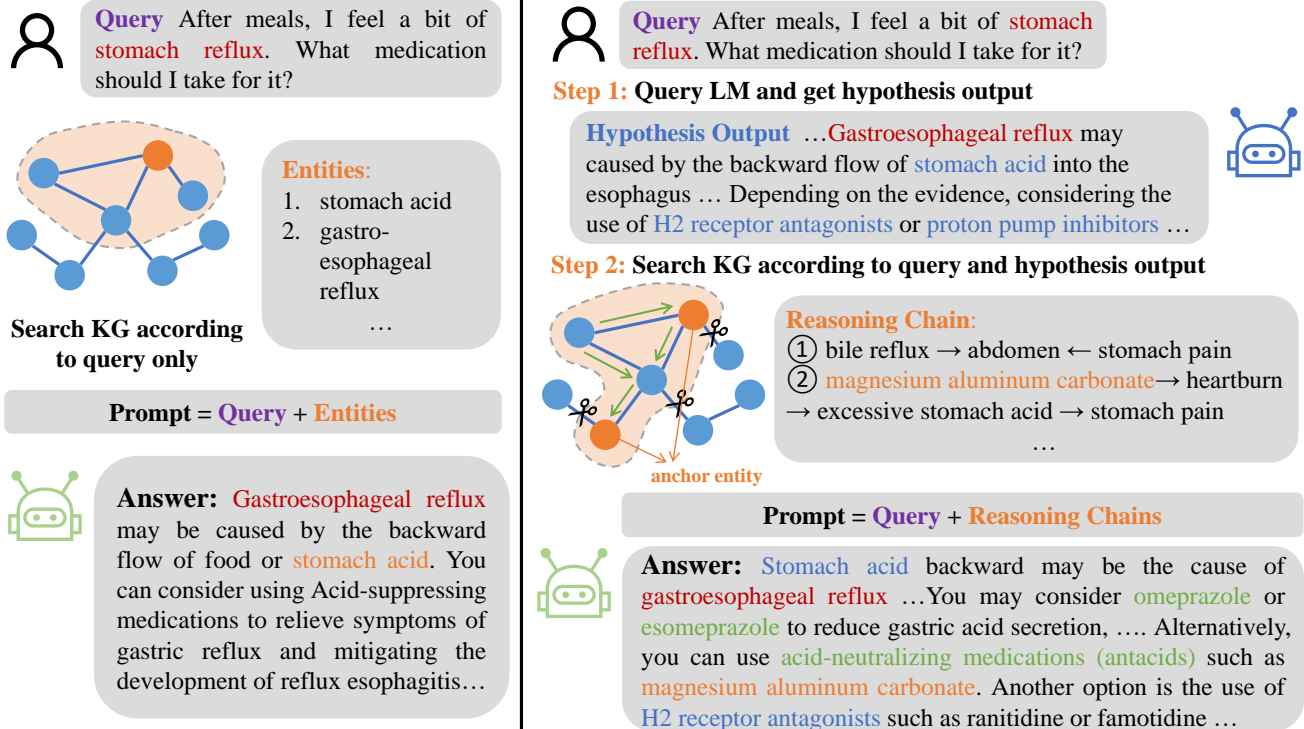 Query After meals, I feel a bit of
stomach reflux. What medication
should I take for it?
Entities:
1. stomach acid
2. gastro-
esophageal
reflux
…
Search KG according
to query only
Prompt = Query + Entities
Answer: Gastroesophageal reflux
may be caused by the backward
flow of food or stomach acid. You
can consider using Acid-suppressing
medications to relieve symptoms of
gastric reflux and mitigating the
development of reflux esophagitis…
Query After meals, I feel a bit of stomach
reflux. What medication should I take for it?
Step 1: Query LM and get hypothesis output
Hypothesis Output …Gastroesophageal reflux may
caused by the backward flow of stomach acid into the
esophagus … Depending on the evidence, considering the
use of H2 receptor antagonists or proton pump inhibitors …
Step 2: Search KG according to query and hypothesis output
Reasoning Chain:
① bile reflux → abdomen ← stomach pain
② magnesium aluminum carbonate→ heartburn
→ excessive stomach acid → stomach pain
…
anchor entity
Prompt = Query + Reasoning Chains
Answer: Stomach acid backward may be the cause of
gastroesophageal reflux …You may consider omeprazole or
esomeprazole to reduce gastric acid secretion, …. Alternatively,
you can use acid-neutralizing medications (antacids) such as
magnesium aluminum carbonate. Another option is the use of
H2 receptor antagonists such as ranitidine or famotidine …